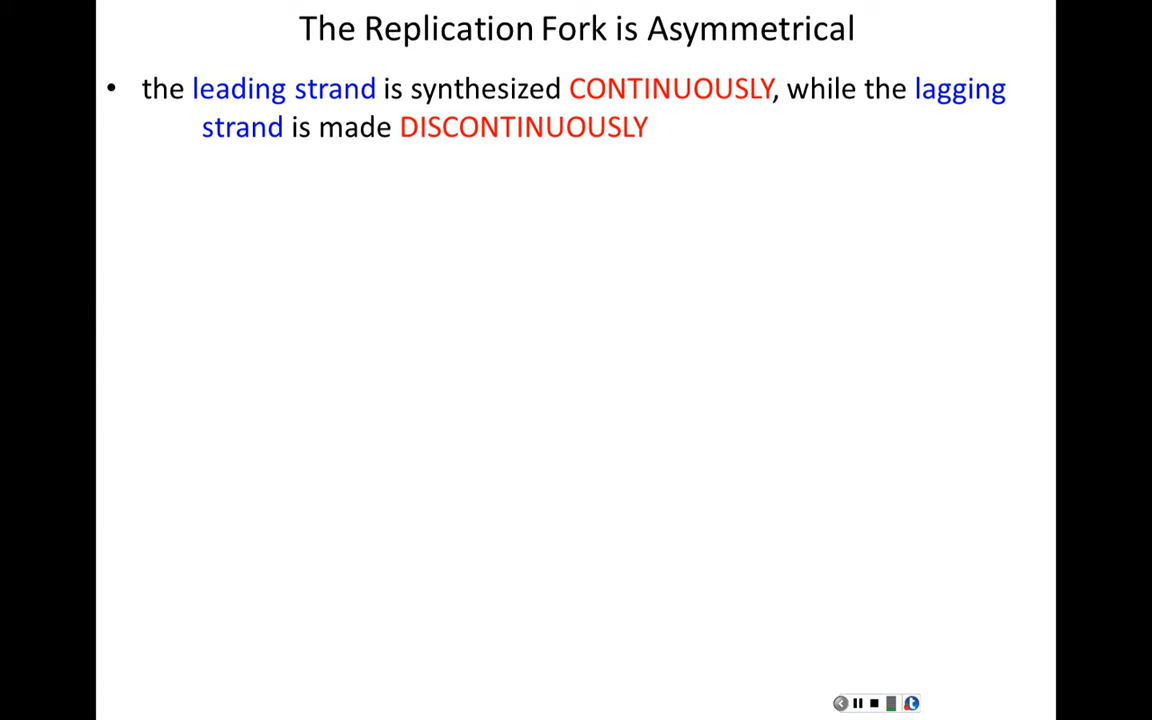 The Replication Fork is Asymmetrical
• the leading strand is synthesized CONTINUOUSLY, while the lagging
strand is made DISCONTINUOUSLY